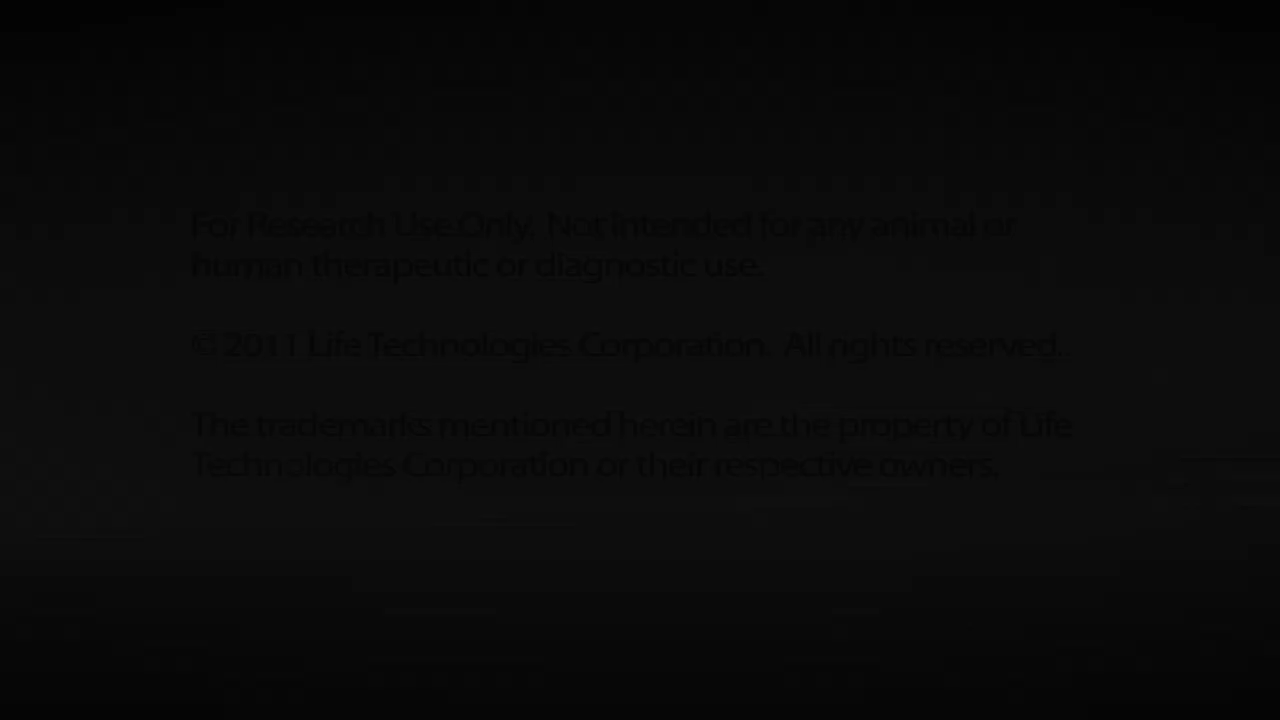 For Research Use Only. Not intended for any animal or
human therapeutic or diagnostic use.
© 2011 Life Technologies Corporation. All rights reserved.
The trademarks mentioned herein are the property of Life
Technologies Corporation or their respective owners.